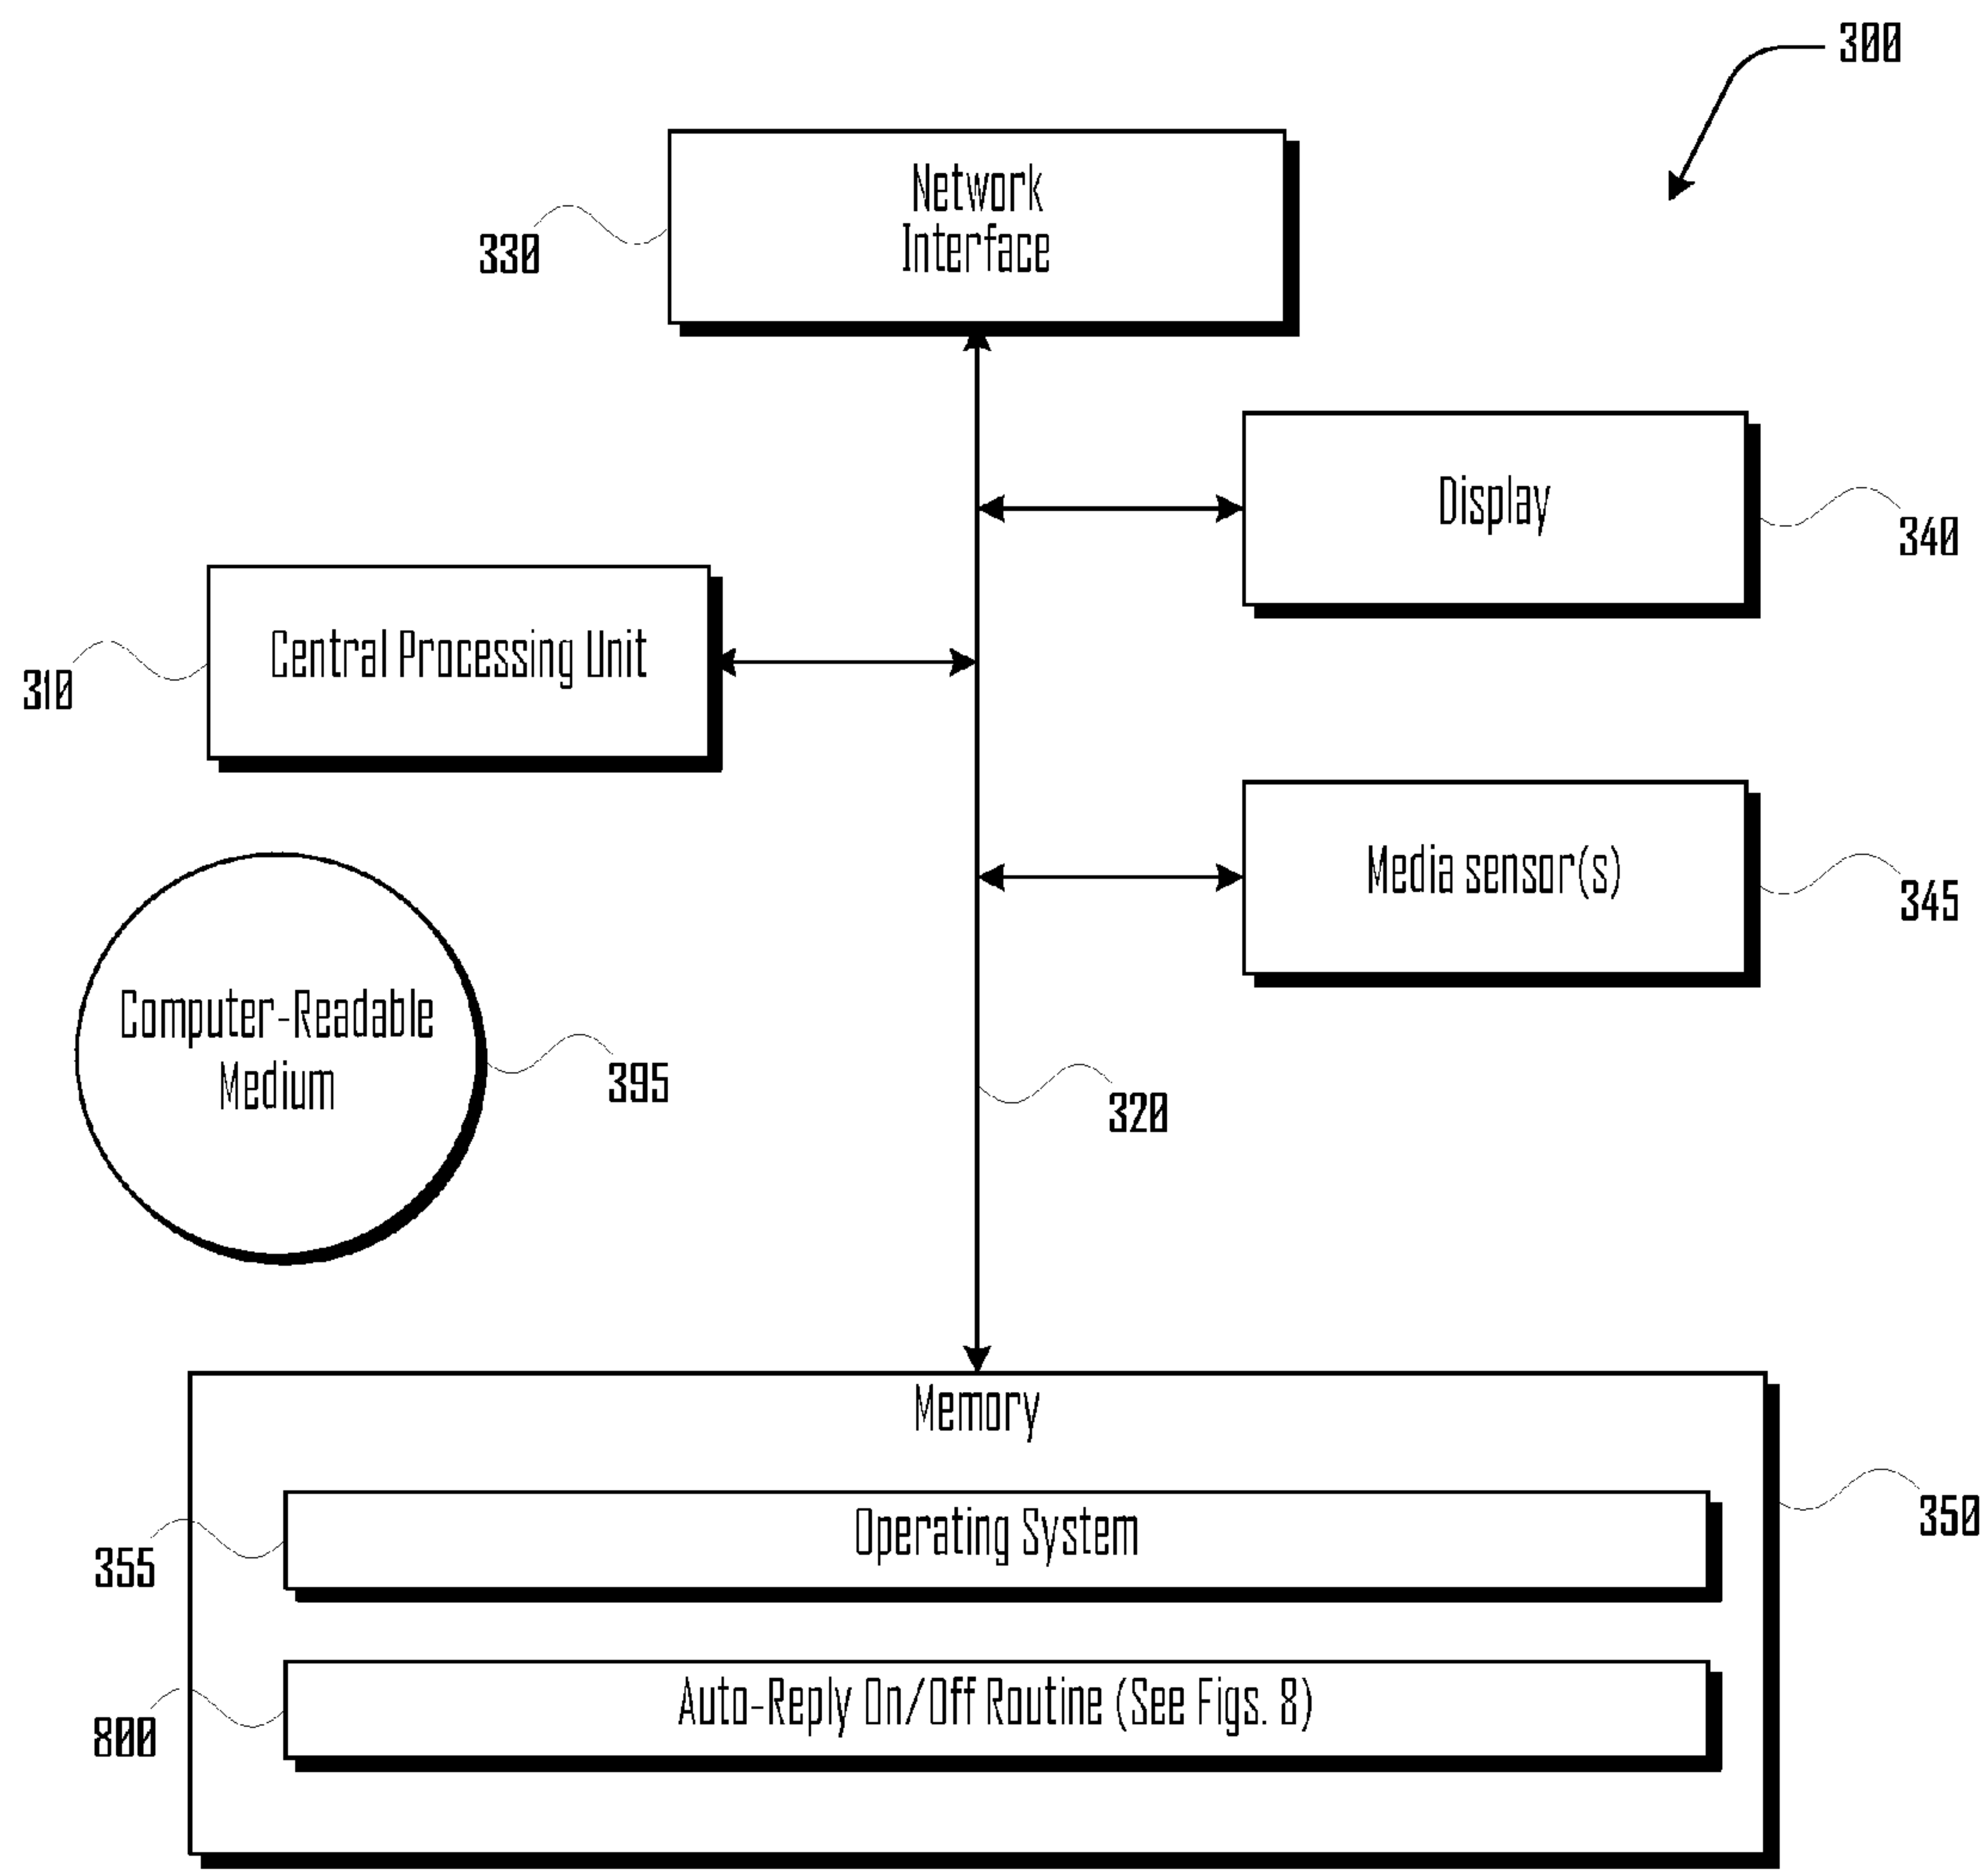 300
Network
Interface
330
Display
340
Central Processing Unit
310
Media sensor(s)
345
Computer-Readable
Medium
395
320
Memory
350
Operating System
355
Auto-Reply On/Off Routine (See Figs. 8)
800